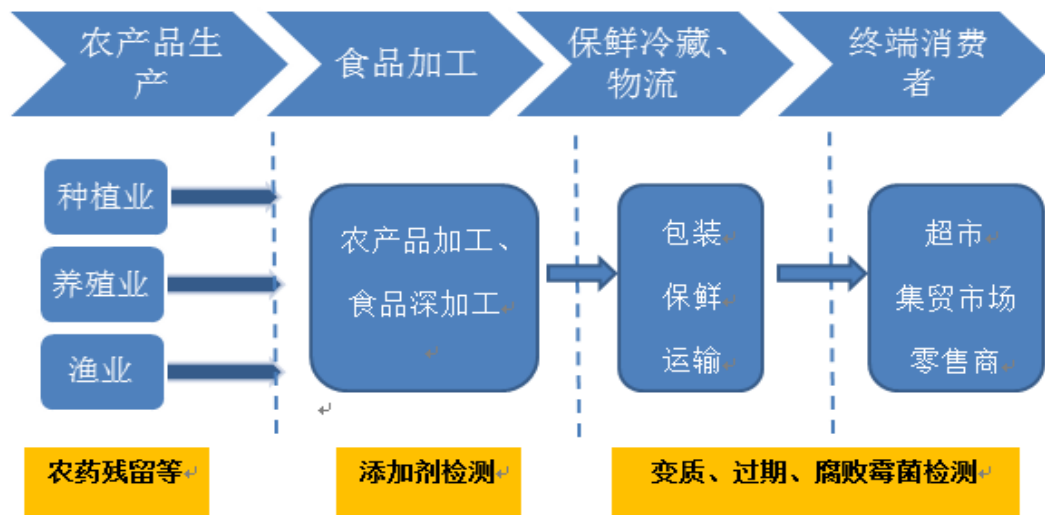 农产品生
产
食品加工
保鲜冷藏、
物流
终端消费
者
种植业
养殖业
渔业
农产品加工、
食品深加工
包装
保鲜
运输
超市
集贸市场
零售商
农药残留等
添加剂检测
变质、过期、腐败霉菌检测